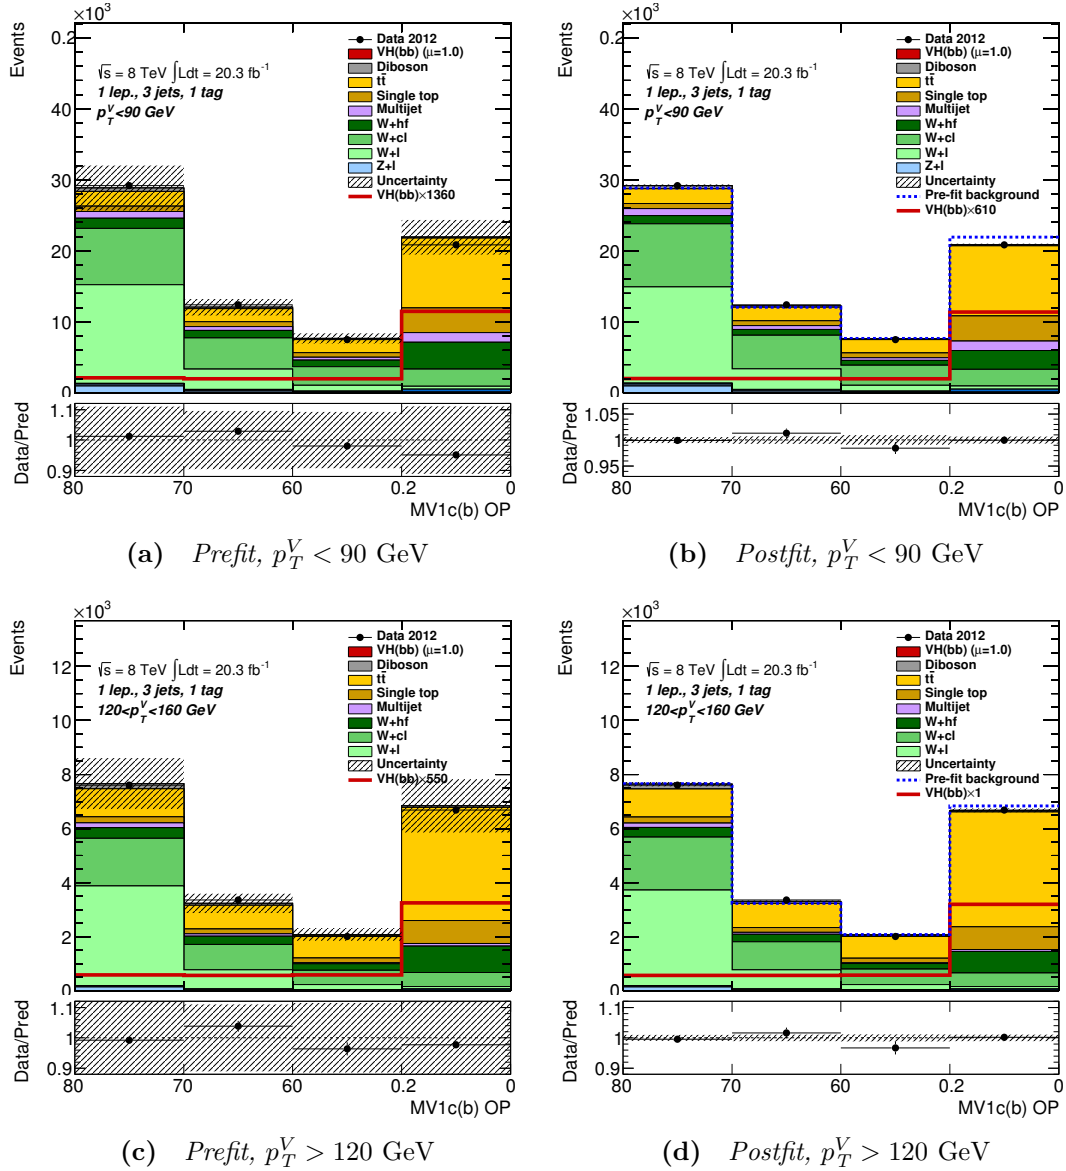 ×10³
Events
0.2
40
30
20
10
0
√s = 8 TeV ∫Ldt = 20.3 fb⁻¹
1 lep., 3 jets, 1 tag
p_T^V<90 GeV
Data 2012
VH(bb) (μ=1.0)
Diboson
tt̄
Single top
Multijet
W+hf
W+cl
W+l
Z+l
Uncertainty
VH(bb)×1360
Data/Pred
1.1
1
0.9
80 70 60 0.2 0
MV1c(b) OP
(a) Prefit, p_T^V < 90 GeV
×10³
Events
0.2
40
30
20
10
0
√s = 8 TeV ∫Ldt = 20.3 fb⁻¹
1 lep., 3 jets, 1 tag
p_T^V<90 GeV
Data 2012
VH(bb) (μ=1.0)
Diboson
tt̄
Single top
Multijet
W+hf
W+cl
W+l
Z+l
Uncertainty
Pre-fit background
VH(bb)×610
Data/Pred
1.05
1
0.95
80 70 60 0.2 0
MV1c(b) OP
(b) Postfit, p_T^V < 90 GeV
×10³
Events
12
10
8
6
4
2
0
√s = 8 TeV ∫Ldt = 20.3 fb⁻¹
1 lep., 3 jets, 1 tag
120<p_T^V<160 GeV
Data 2012
VH(bb) (μ=1.0)
Diboson
tt̄
Single top
Multijet
W+hf
W+cl
W+l
Uncertainty
VH(bb)×550
Data/Pred
1.1
1
0.9
80 70 60 0.2 0
MV1c(b) OP
(c) Prefit, p_T^V > 120 GeV
×10³
Events
12
10
8
6
4
2
0
√s = 8 TeV ∫Ldt = 20.3 fb⁻¹
1 lep., 3 jets, 1 tag
120<p_T^V<160 GeV
Data 2012
VH(bb) (μ=1.0)
Diboson
tt̄
Single top
Multijet
W+hf
W+cl
W+l
Uncertainty
Pre-fit background
VH(bb)×1
Data/Pred
1.1
1
0.9
80 70 60 0.2 0
MV1c(b) OP
(d) Postfit, p_T^V > 120 GeV